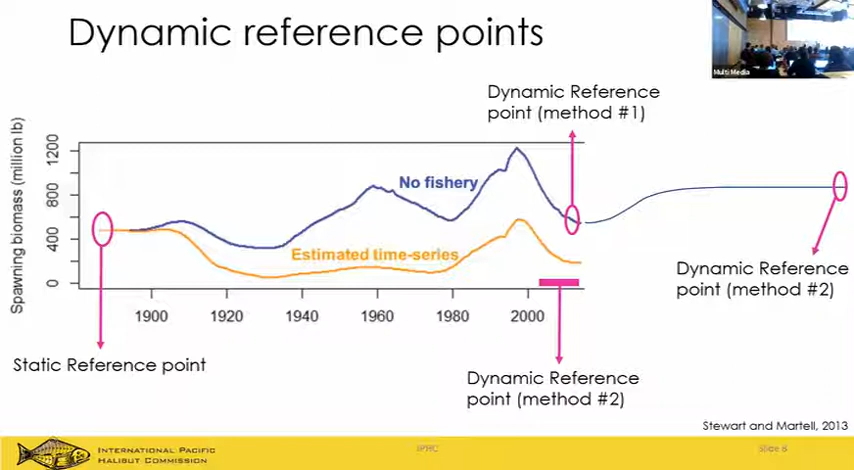 Dynamic reference points
Multi Media
Dynamic Reference
point (method #1)
Spawning biomass (million lb)
1200
800
400
0
No fishery
Estimated time-series
1900
1920
1940
1960
1980
2000
Dynamic Reference
point (method #2)
Static Reference point
Dynamic Reference
point (method #2)
Stewart and Martell, 2013
INTERNATIONAL PACIFIC
HALIBUT COMMISSION
IPHC
Slide 8